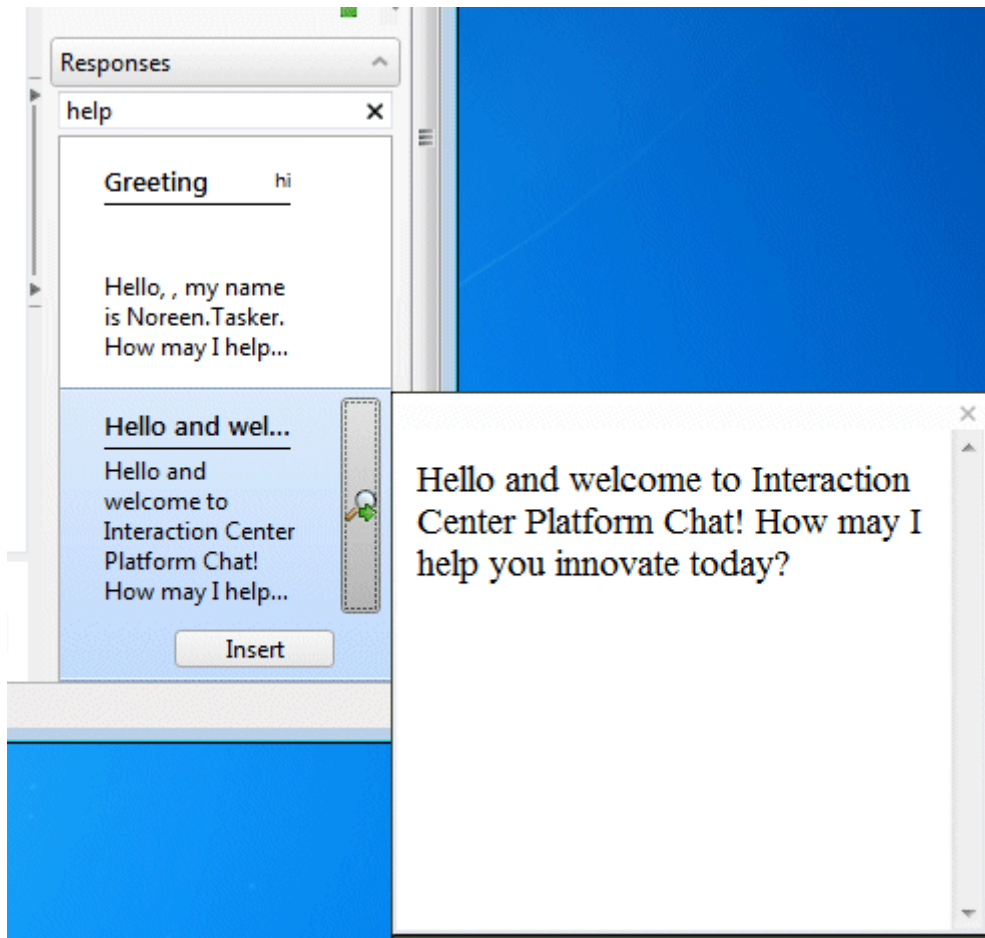 Responses
help
Greeting hi
Hello, , my name
is Noreen.Tasker.
How may I help...
Hello and wel...
Hello and
welcome to
Interaction Center
Platform Chat!
How may I help...
Insert
Hello and welcome to Interaction
Center Platform Chat! How may I
help you innovate today?